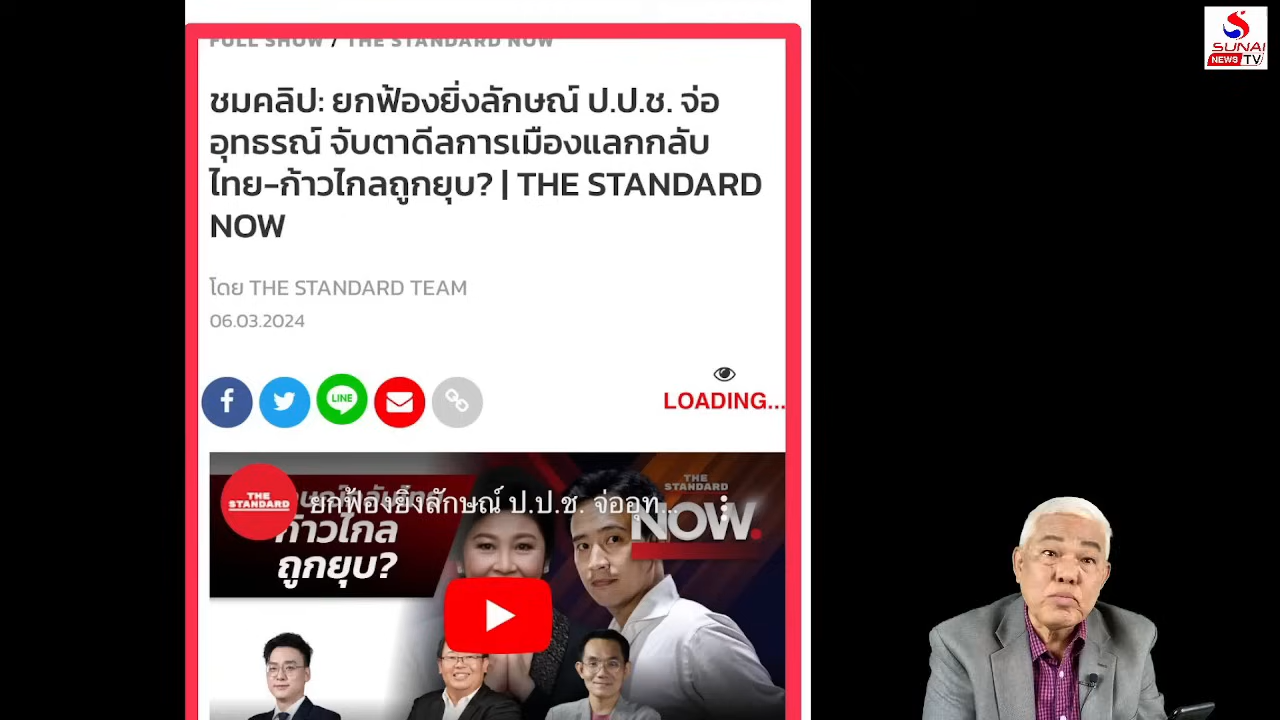 FULL SHOW / THE STANDARD NOW
SUNAI
NEWS TV
ชมคลิป: ยกฟ้องยิ่งลักษณ์ ป.ป.ช. จ่อ
อุทธรณ์ จับตาดีลการเมืองแลกกลับ
ไทย-ก้าวไกลถูกยุบ? | THE STANDARD
NOW
โดย THE STANDARD TEAM
06.03.2024
LINE
LOADING...
THE
STANDARD
ยกฟ้องยิ่งลักษณ์ ป.ป.ช. จ่ออุท...
THE
STANDARD
NOW.
ก้าวไกล
ถูกยุบ?